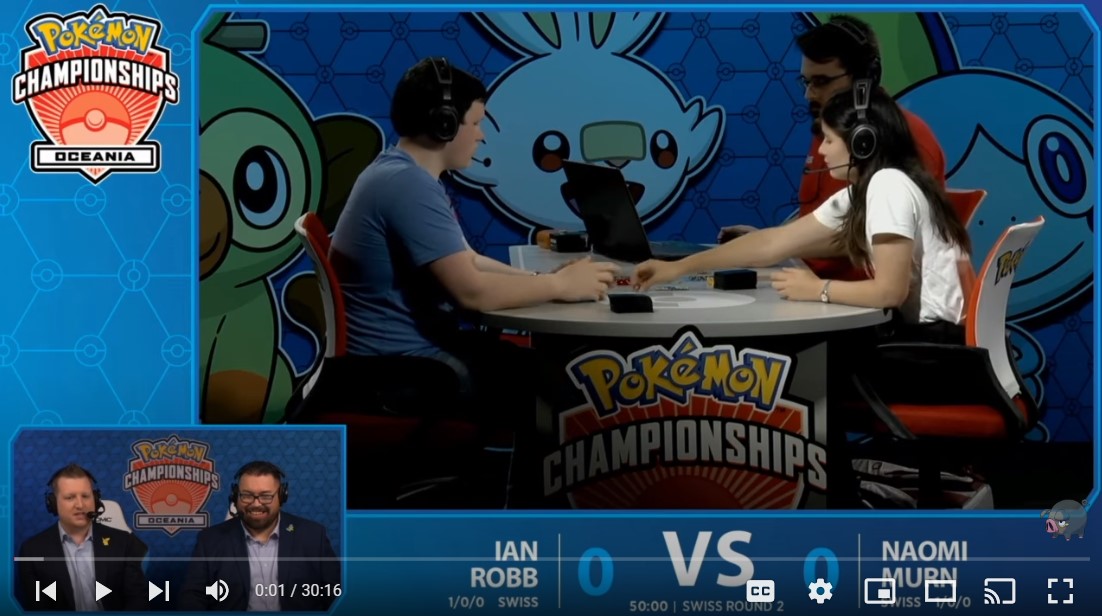 Pokémon
CHAMPIONSHIPS
OCEANIA
Pokémon
CHAMPIONSHIPS
Pokémon
CHAMPIONSHIPS
OCEANIA
IAN
ROBB
0
VS
0
NAOMI
MURN
1/0/0 SWISS
50:00 | SWISS ROUND 2
SWISS 1/0/0
0:01 / 30:16
CC